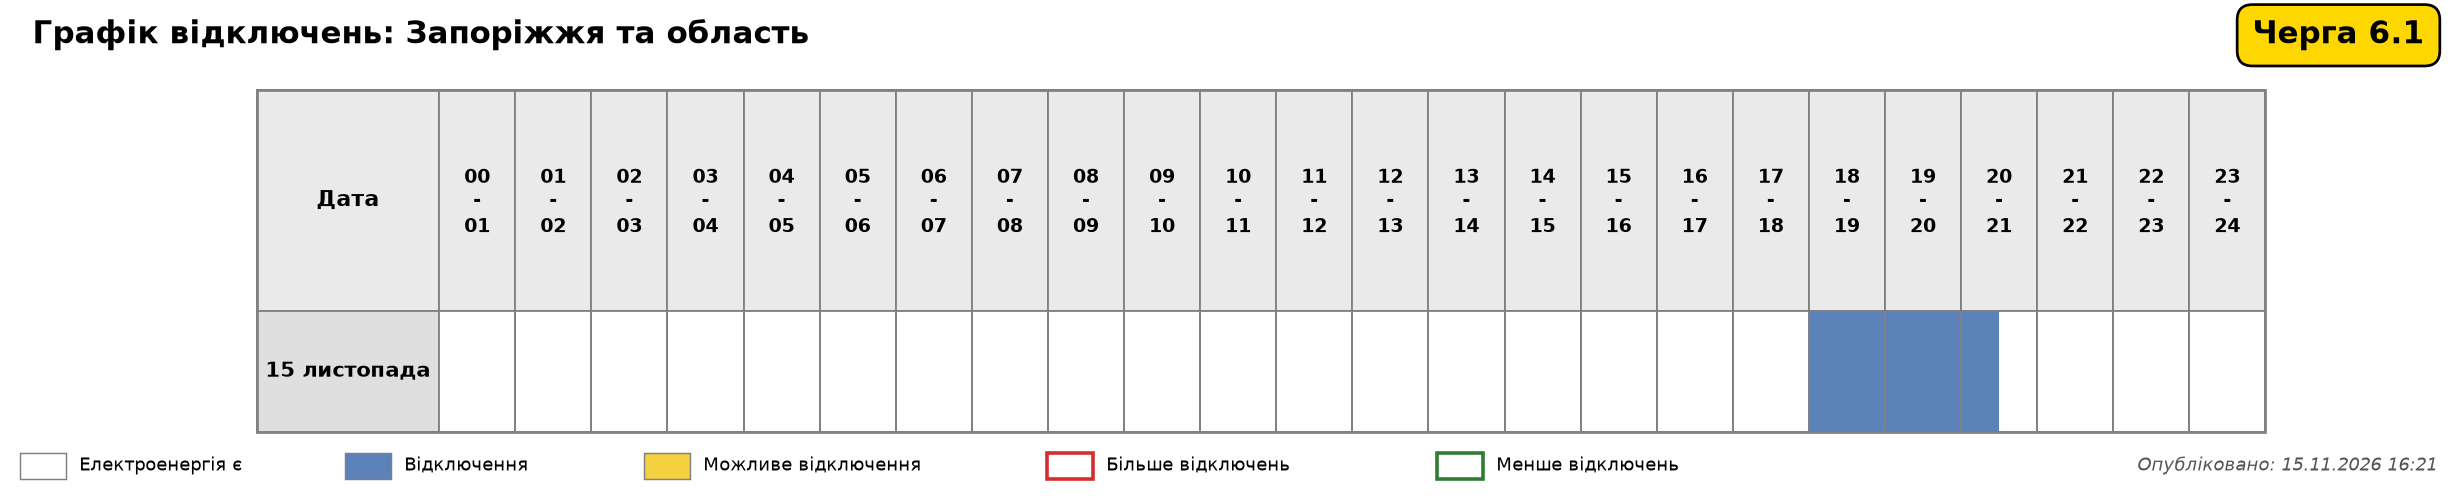 Графік відключень: Запоріжжя та область
Черга 6.1
Дата
00 - 01
01 - 02
02 - 03
03 - 04
04 - 05
05 - 06
06 - 07
07 - 08
08 - 09
09 - 10
10 - 11
11 - 12
12 - 13
13 - 14
14 - 15
15 - 16
16 - 17
17 - 18
18 - 19
19 - 20
20 - 21
21 - 22
22 - 23
23 - 24
15 листопада
Електроенергія є
Відключення
Можливе відключення
Більше відключень
Менше відключень
Опубліковано: 15.11.2026 16:21